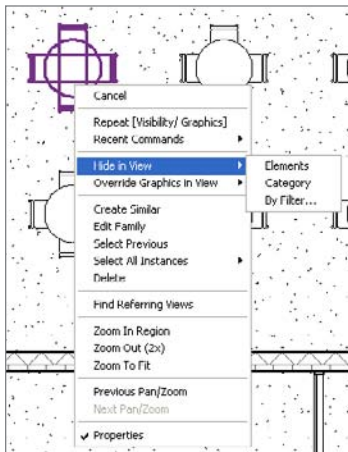 Cancel
Repeat [Visibility/ Graphics]
Recent Commands
Hide in View
Elements
Override Graphics in View
Category
By Filter...
Create Similar
Edit Family
Select Previous
Select All Instances
Delete
Find Referring Views
Zoom In Region
Zoom Out (2x)
Zoom To Fit
Previous Pan/Zoom
Next Pan/Zoom
Properties